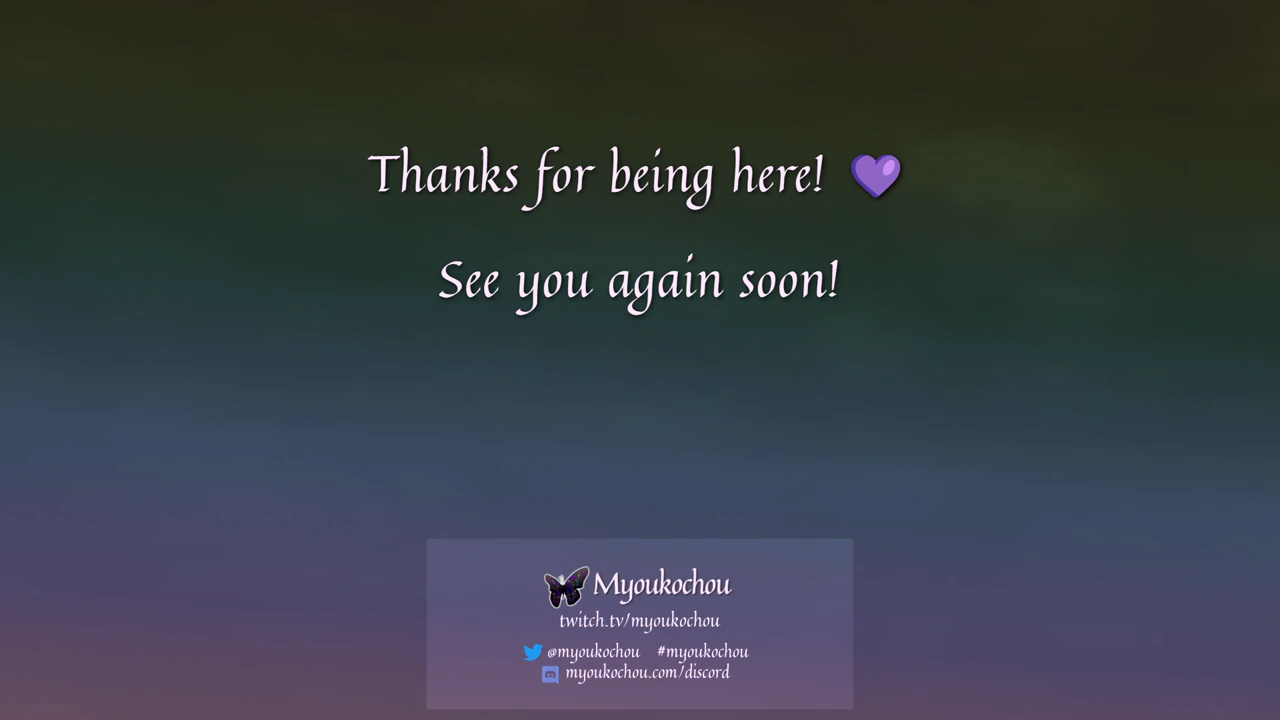 Thanks for being here! 💜
See you again soon!
Myoukochou
twitch.tv/myoukochou
@myoukochou #myoukochou
myoukochou.com/discord